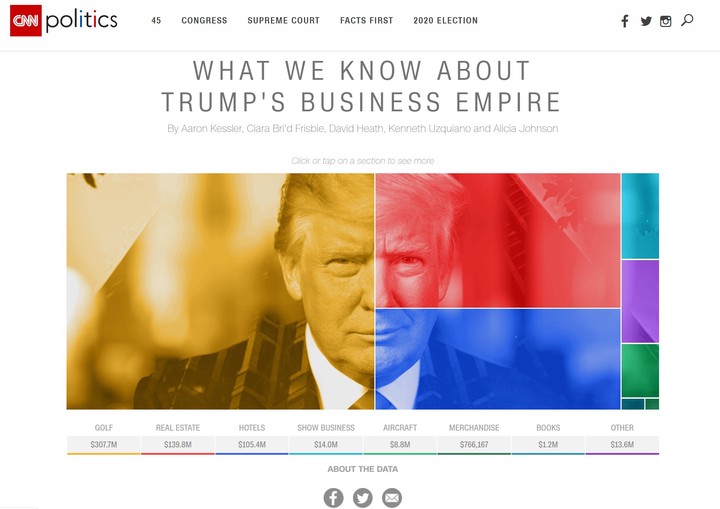 CNN politics
45 CONGRESS SUPREME COURT FACTS FIRST 2020 ELECTION
WHAT WE KNOW ABOUT
TRUMP'S BUSINESS EMPIRE
By Aaron Kessler, Ciara Bri'd Frisbie, David Heath, Kenneth Uzquiano and Alicia Johnson
Click or tap on a section to see more
GOLF REAL ESTATE HOTELS SHOW BUSINESS AIRCRAFT MERCHANDISE BOOKS OTHER
$307.7M $139.8M $105.4M $14.0M $8.8M $766,167 $1.2M $13.6M
ABOUT THE DATA